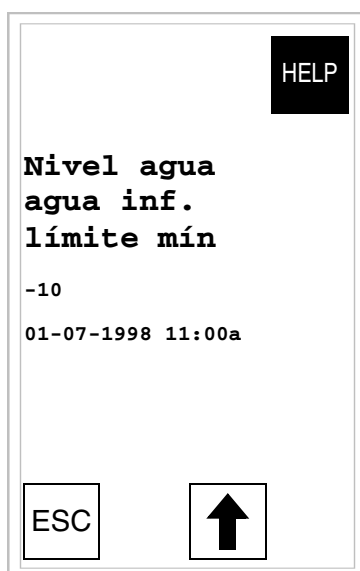 HELP
Nivel agua
agua inf.
límite mín
-10
01-07-1998 11:00a
ESC